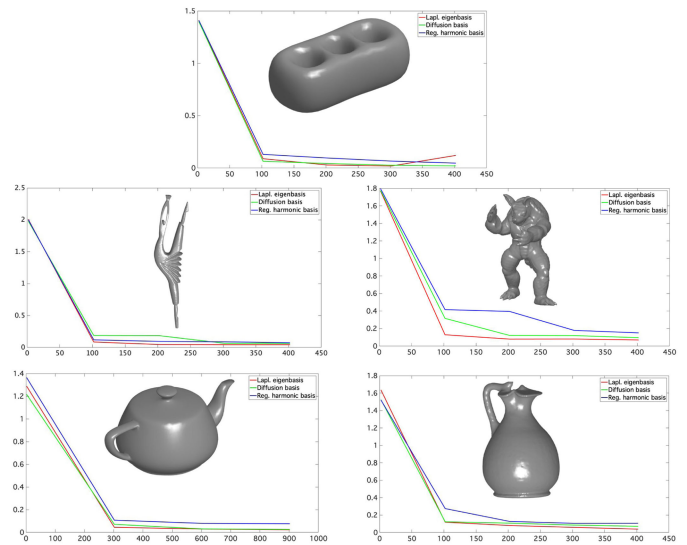 1.5
1
0.5
0
0 50 100 150 200 250 300 350 400 450
Lapl. eigenbasis
Diffusion basis
Reg. harmonic basis
2.5
2
1.5
1
0.5
0
0 50 100 150 200 250 300 350 400 450
Lapl. eigenbasis
Diffusion basis
Reg. harmonic basis
1.8
1.6
1.4
1.2
1
0.8
0.6
0.4
0.2
0
0 50 100 150 200 250 300 350 400 450
Lapl. eigenbasis
Diffusion basis
Reg. harmonic basis
1.4
1.2
1
0.8
0.6
0.4
0.2
0
0 100 200 300 400 500 600 700 800 900 1000
Lapl. eigenbasis
Diffusion basis
Reg. harmonic basis
1.8
1.6
1.4
1.2
1
0.8
0.6
0.4
0.2
0
0 50 100 150 200 250 300 350 400 450
Lapl. eigenbasis
Diffusion basis
Reg. harmonic basis